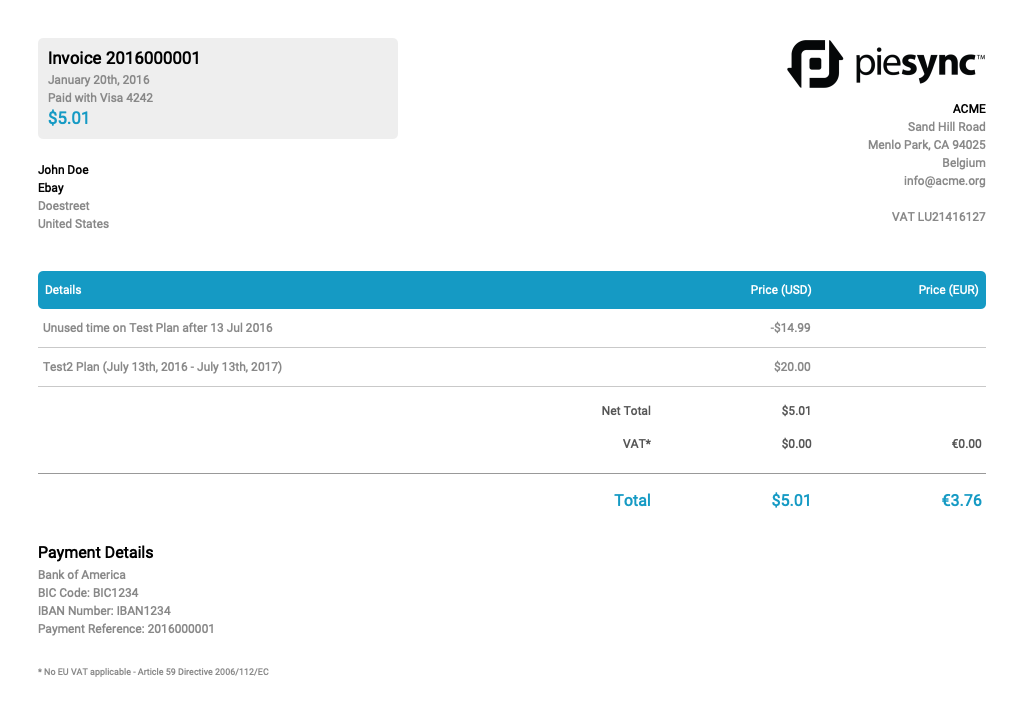 Invoice 2016000001
January 20th, 2016
Paid with Visa 4242
$5.01
piesync™
ACME
Sand Hill Road
Menlo Park, CA 94025
Belgium
info@acme.org
VAT LU21416127
John Doe
Ebay
Doestreet
United States
Details Price (USD) Price (EUR)
Unused time on Test Plan after 13 Jul 2016 -$14.99
Test2 Plan (July 13th, 2016 - July 13th, 2017) $20.00
Net Total $5.01
VAT* $0.00 €0.00
Total $5.01 €3.76
Payment Details
Bank of America
BIC Code: BIC1234
IBAN Number: IBAN1234
Payment Reference: 2016000001
* No EU VAT applicable - Article 59 Directive 2006/112/EC